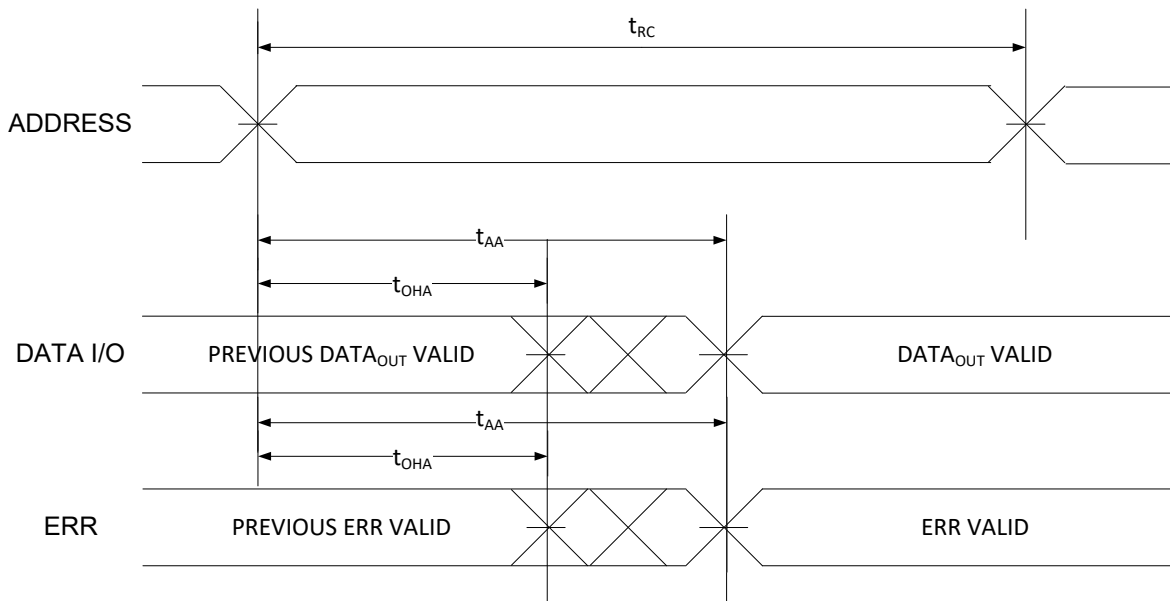 tRC
ADDRESS
tAA
tOHA
DATA I/O
PREVIOUS DATAOUT VALID
DATAOUT VALID
tAA
tOHA
ERR
PREVIOUS ERR VALID
ERR VALID